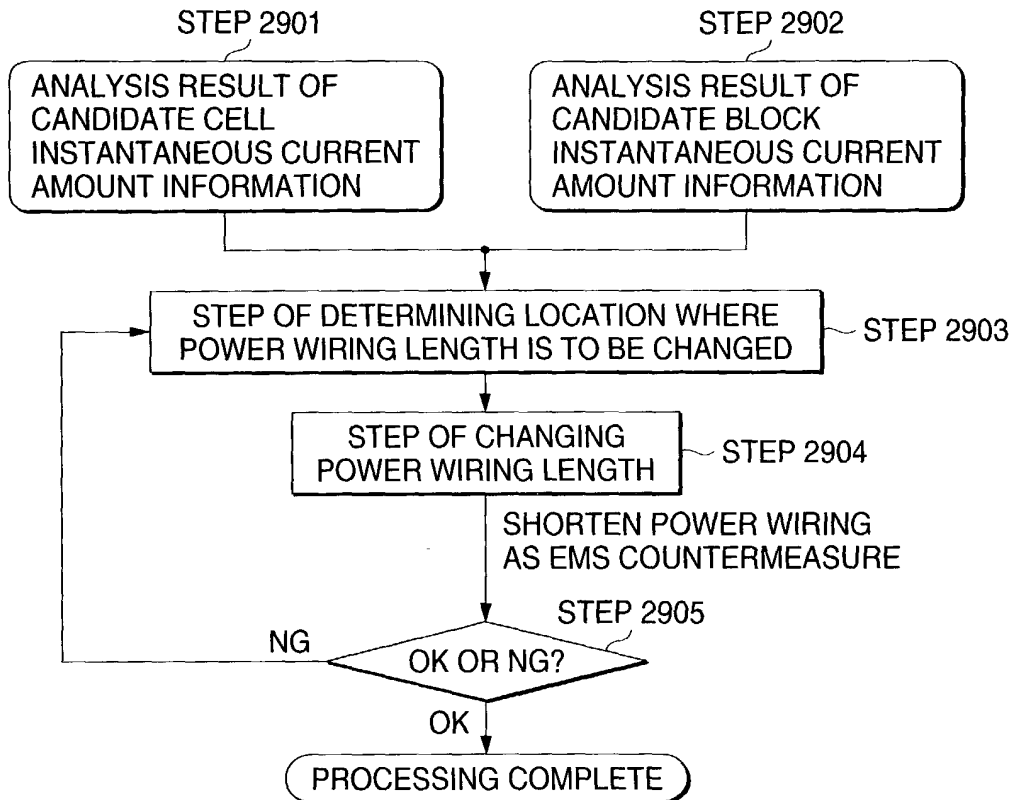 STEP 2901
ANALYSIS RESULT OF
CANDIDATE CELL
INSTANTANEOUS CURRENT
AMOUNT INFORMATION
STEP 2902
ANALYSIS RESULT OF
CANDIDATE BLOCK
INSTANTANEOUS CURRENT
AMOUNT INFORMATION
STEP OF DETERMINING LOCATION WHERE
POWER WIRING LENGTH IS TO BE CHANGED
STEP 2903
STEP OF CHANGING
POWER WIRING LENGTH
STEP 2904
SHORTEN POWER WIRING
AS EMS COUNTERMEASURE
STEP 2905
NG
OK OR NG?
OK
PROCESSING COMPLETE